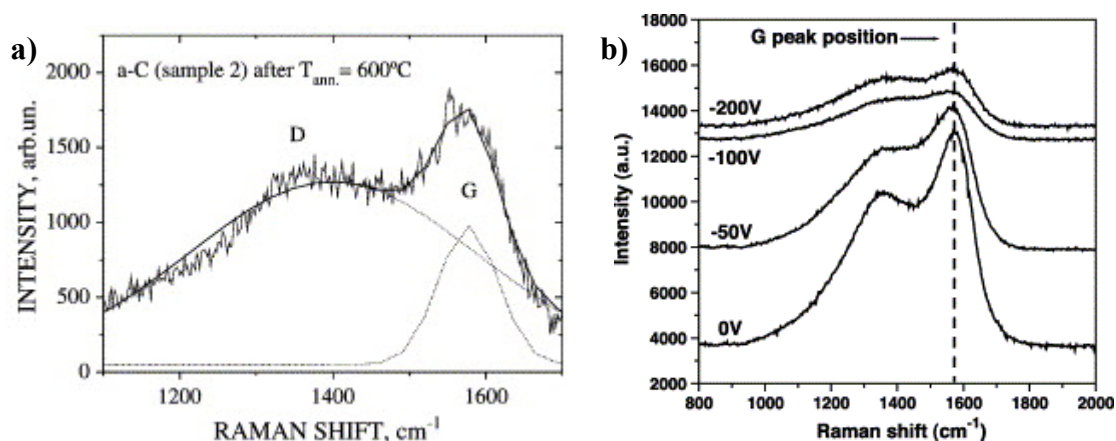 a)
a-C (sample 2) after Tann.= 600ºC
D
G
INTENSITY, arb.un.
2000
1500
1000
500
0
1200
1400
1600
RAMAN SHIFT, cm-1
b)
G peak position
-200V
-100V
-50V
0V
Intensity (a.u.)
18000
16000
14000
12000
10000
8000
6000
4000
2000
800
1000
1200
1400
1600
1800
2000
Raman shift (cm-1)